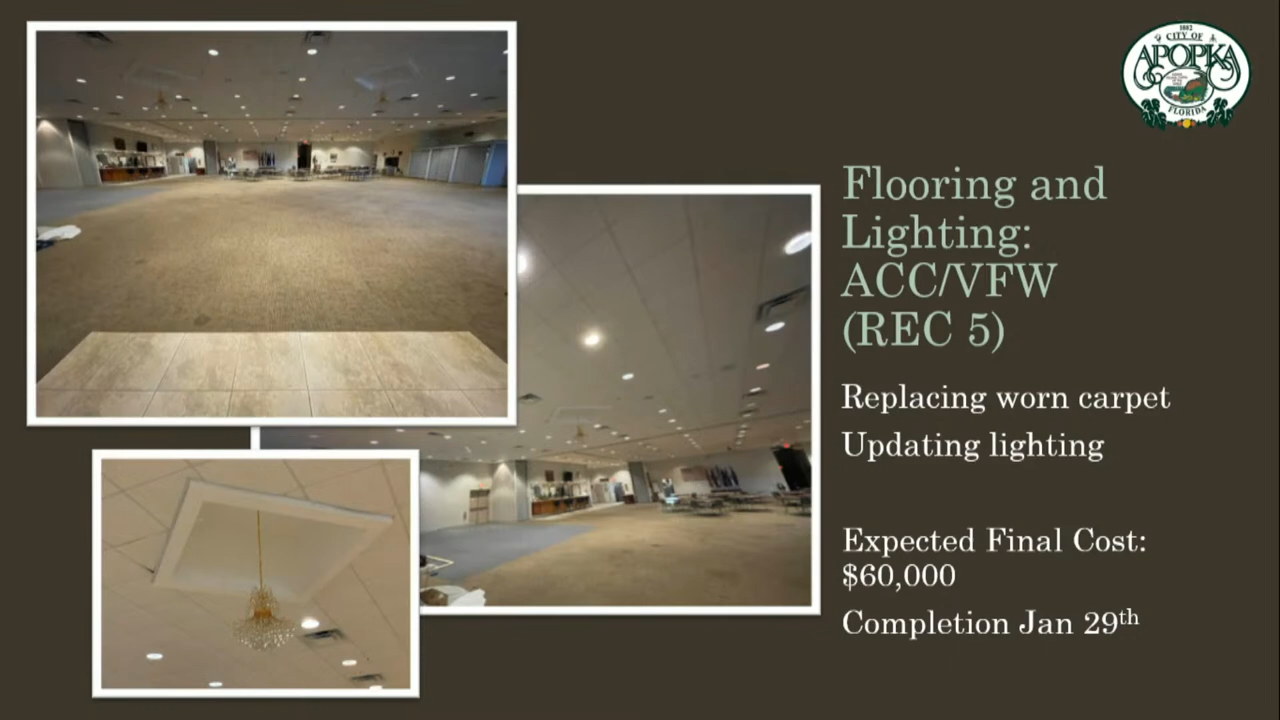 1882
CITY OF
APOPKA
FLORIDA
Flooring and
Lighting:
ACC/VFW
(REC 5)
Replacing worn carpet
Updating lighting
Expected Final Cost:
$60,000
Completion Jan 29th